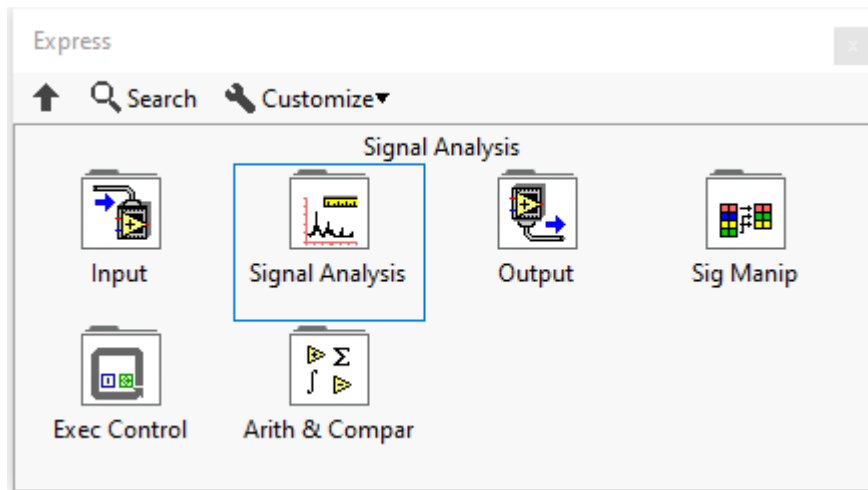 Express
Search Customize
Signal Analysis
Input Signal Analysis Output Sig Manip
Exec Control Arith & Compar